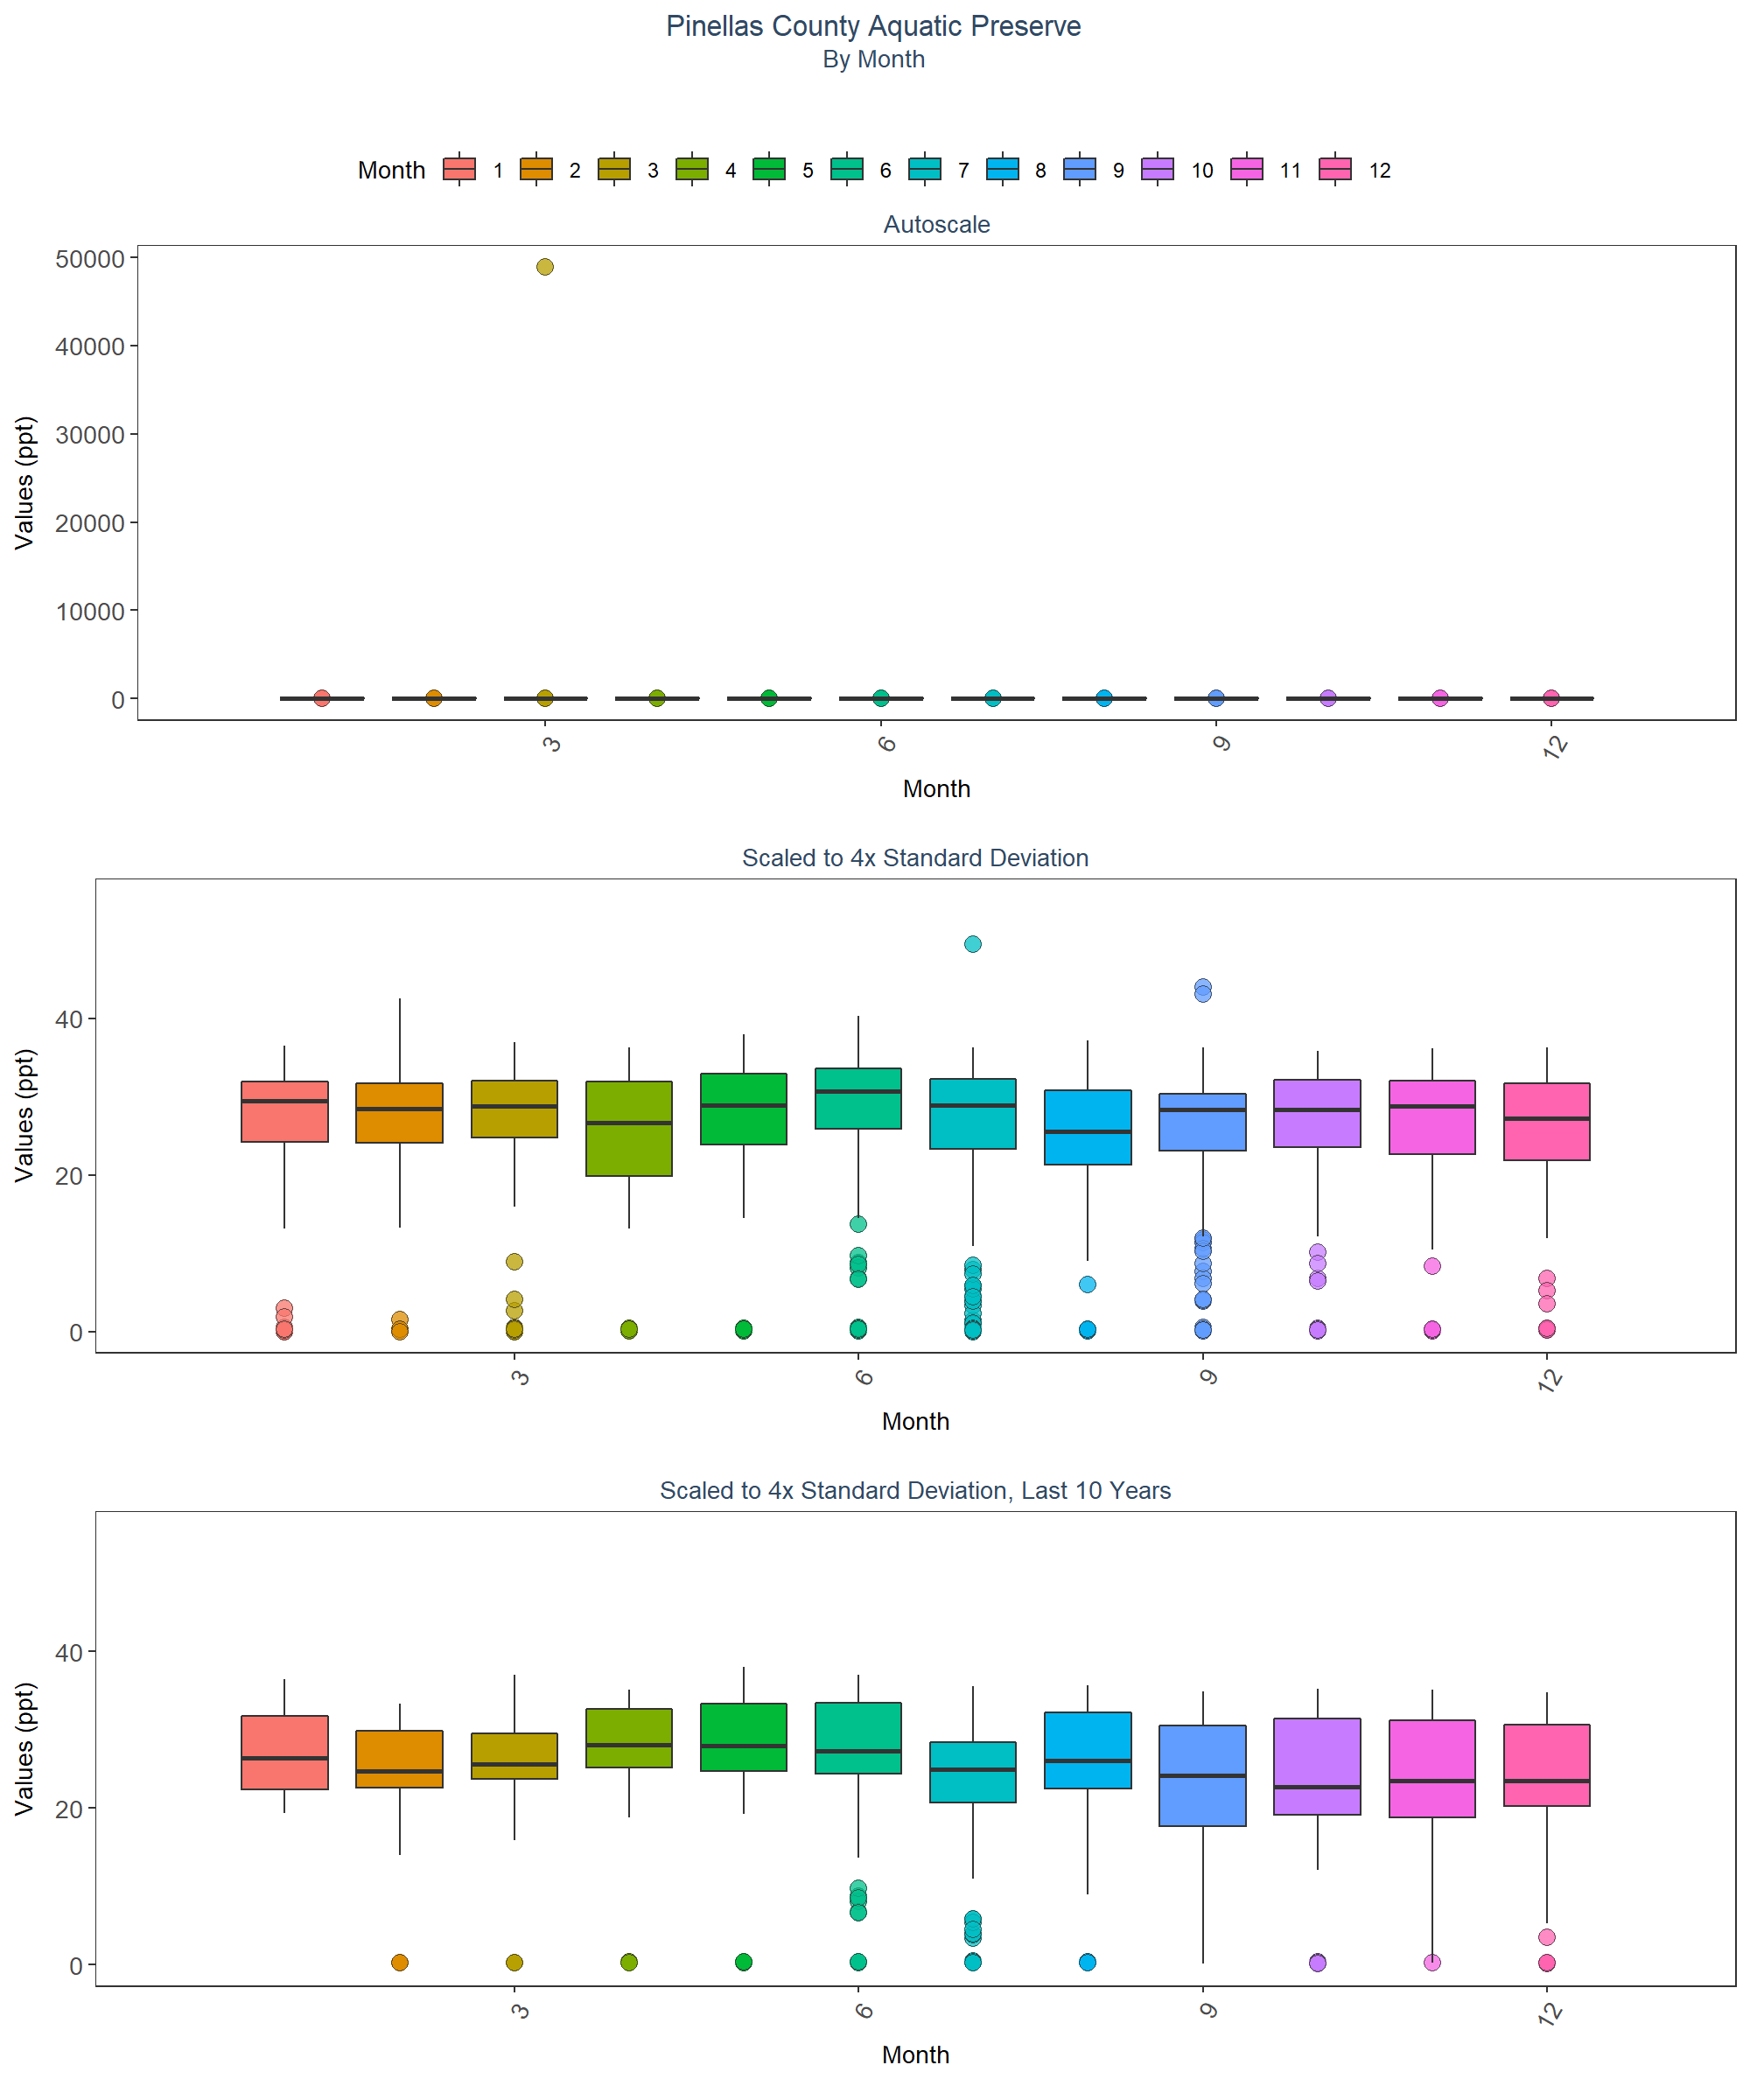 Pinellas County Aquatic Preserve
By Month
Month 1 2 3 4 5 6 7 8 9 10 11 12
Autoscale
50000
40000
30000
20000
10000
0
Values (ppt)
3 6 9 12
Month
Scaled to 4x Standard Deviation
40
20
0
Values (ppt)
3 6 9 12
Month
Scaled to 4x Standard Deviation, Last 10 Years
40
20
0
Values (ppt)
3 6 9 12
Month